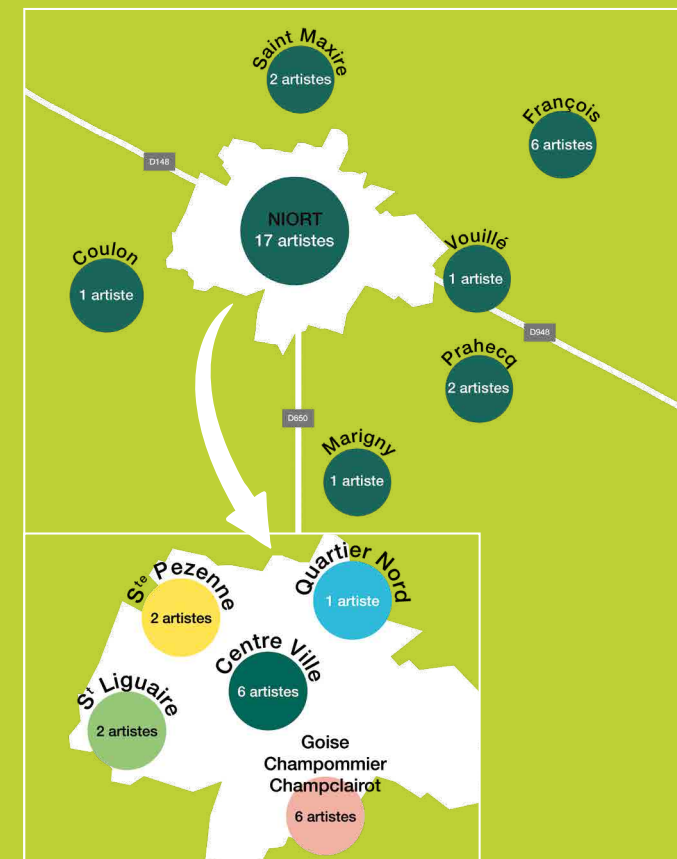 Saint Maxire
2 artistes
François
6 artistes
D148
NIORT
17 artistes
Vouillé
1 artiste
Coulon
1 artiste
D948
Prahecq
2 artistes
D650
Marigny
1 artiste
Quartier Nord
1 artiste
Ste Pezenne
2 artistes
Centre Ville
6 artistes
St Liguaire
2 artistes
Goise
Champommier
Champclairot
6 artistes